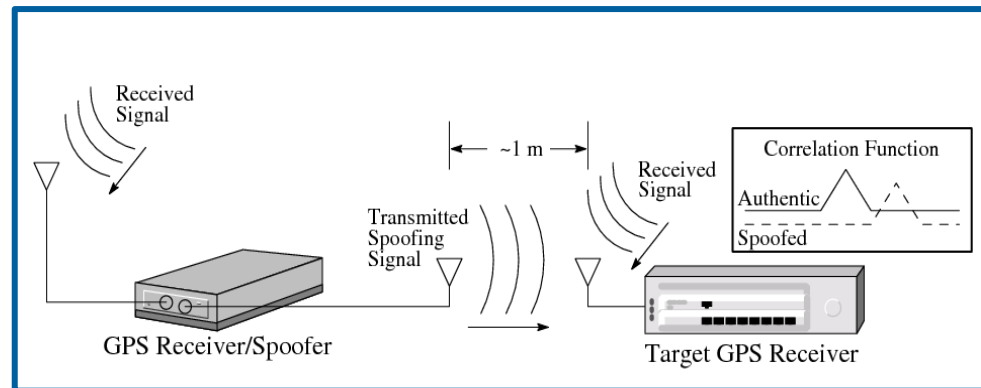 Received
Signal
~1 m
Received
Signal
Transmitted
Spoofing
Signal
Correlation Function
Authentic
Spoofed
GPS Receiver/Spoofer
Target GPS Receiver